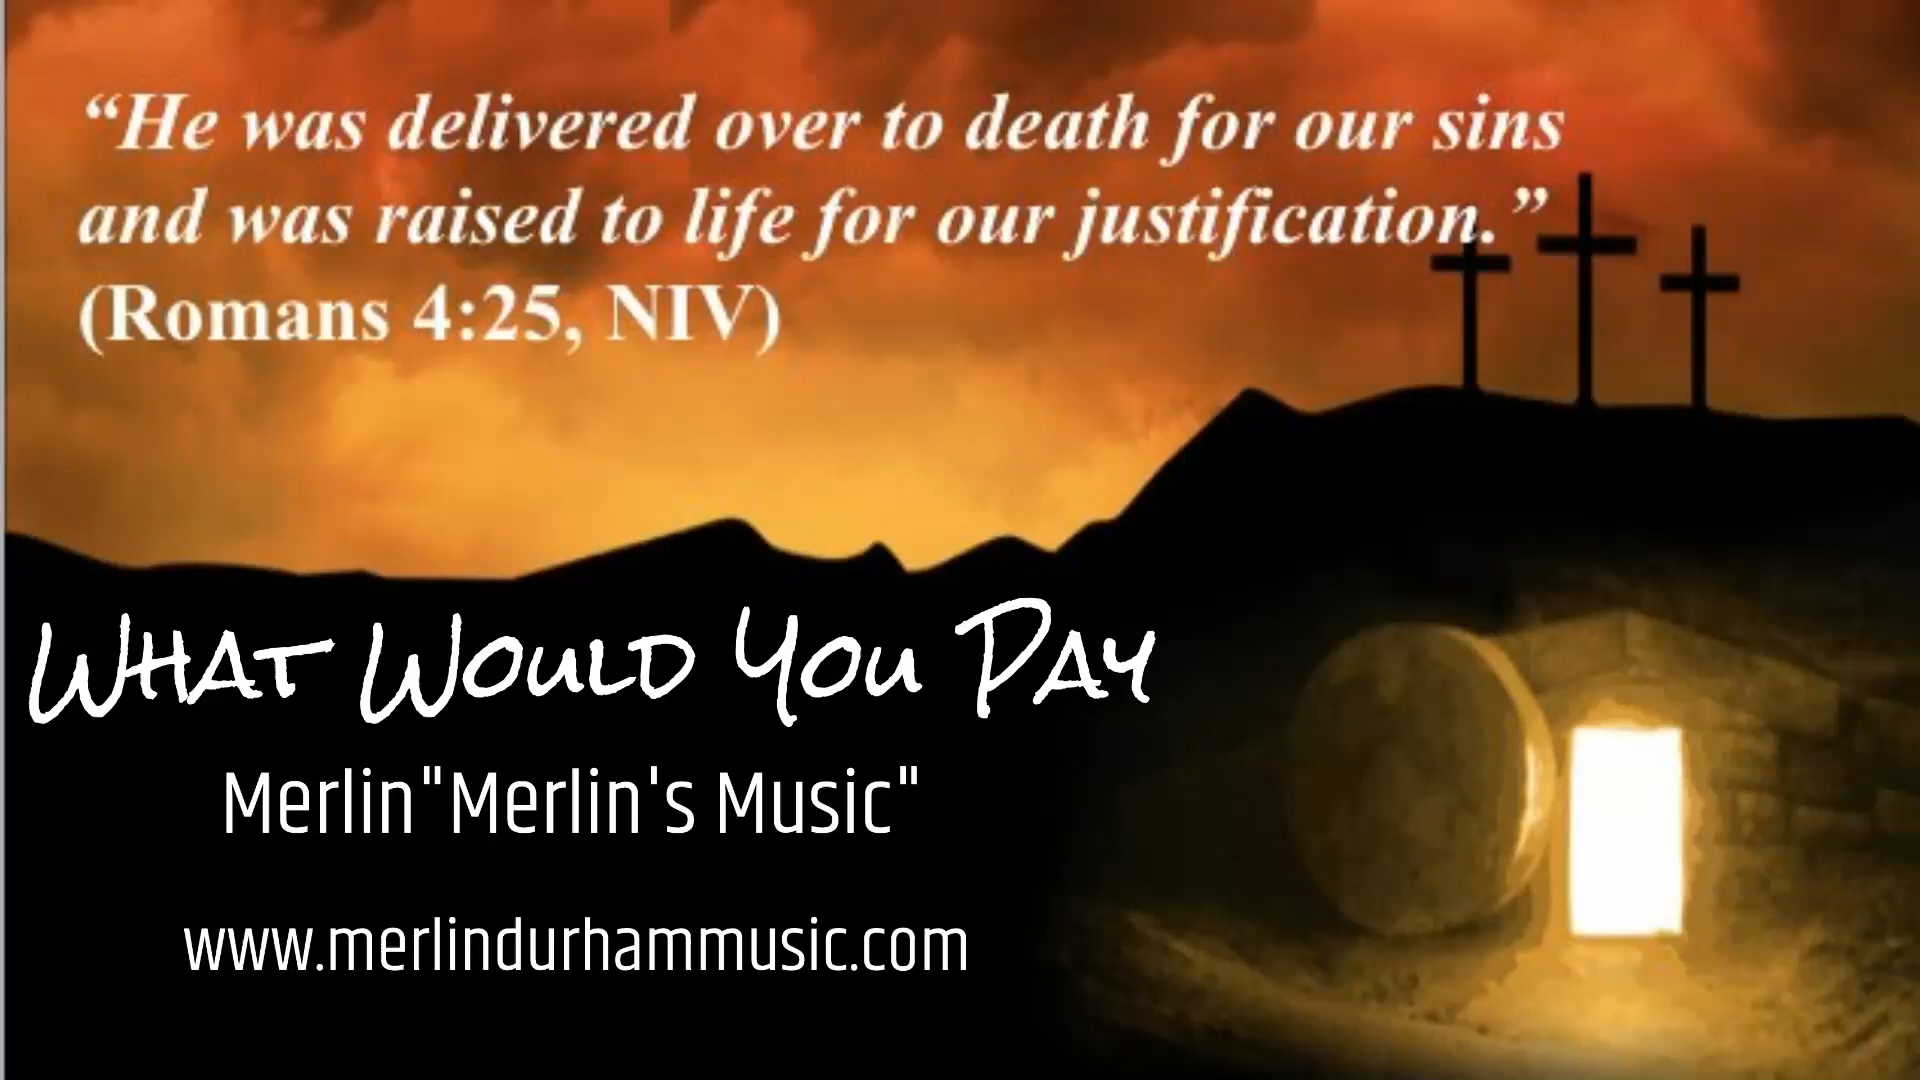 “He was delivered over to death for our sins
and was raised to life for our justification.”
(Romans 4:25, NIV)
What Would You Pay
Merlin"Merlin's Music"
www.merlindurhammusic.com